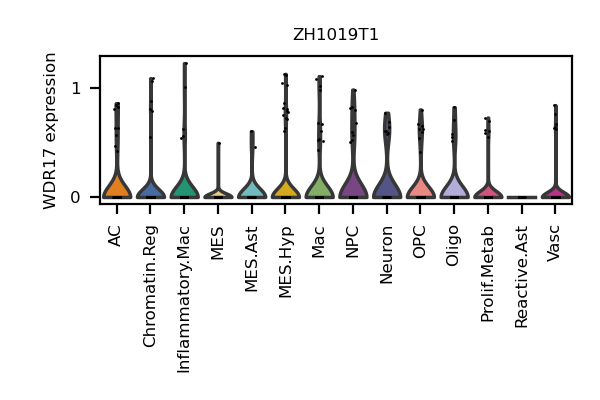 ZH1019T1
WDR17 expression
1
0
AC
Chromatin.Reg
Inflammatory.Mac
MES
MES.Ast
MES.Hyp
Mac
NPC
Neuron
OPC
Oligo
Prolif.Metab
Reactive.Ast
Vasc